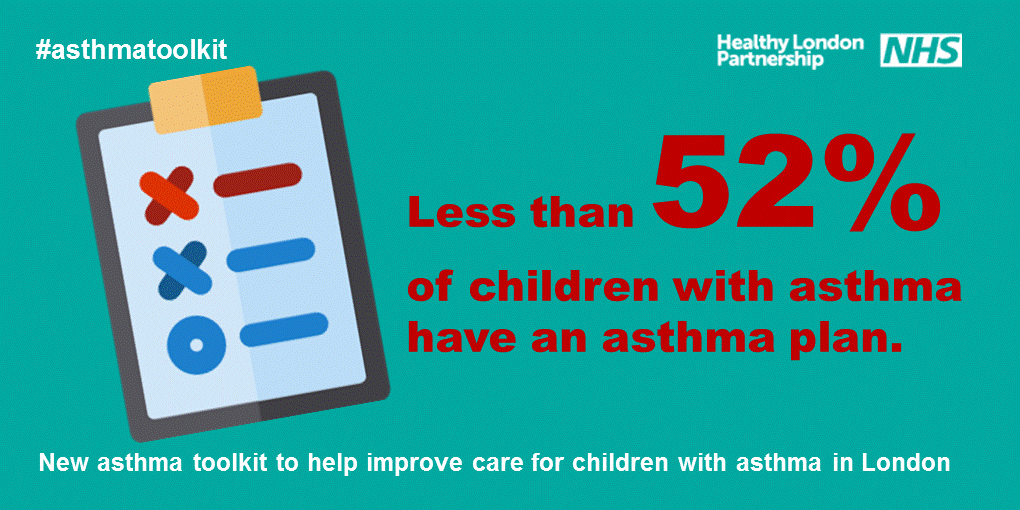 #asthmatoolkit
Healthy London
Partnership
NHS
Less than 52%
of children with asthma
have an asthma plan.
New asthma toolkit to help improve care for children with asthma in London